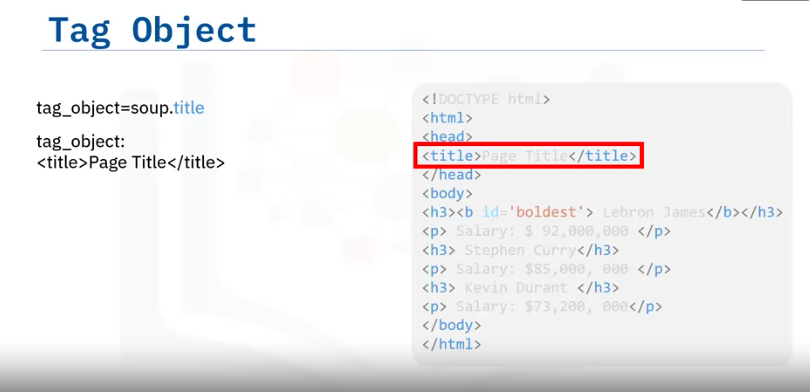 Tag Object
tag_object=soup.title
tag_object:
<title>Page Title</title>
<!DOCTYPE html>
<html>
<head>
<title>Page Title</title>
</head>
<body>
<h3><b id='boldest'> Lebron James</b></h3>
<p> Salary: $ 92,000,000 </p>
<h3> Stephen Curry</h3>
<p> Salary: $85,000, 000 </p>
<h3> Kevin Durant </h3>
<p> Salary: $73,200, 000</p>
</body>
</html>